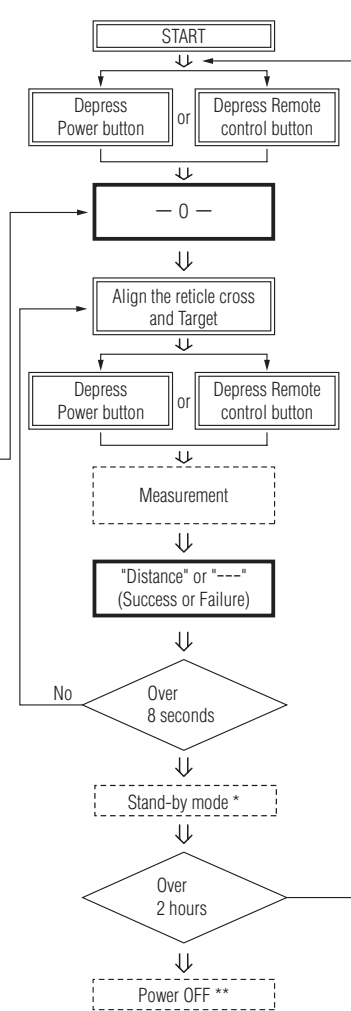 START
Depress
Power button
or
Depress Remote
control button
— 0 —
Align the reticle cross
and Target
Depress
Power button
or
Depress Remote
control button
Measurement
"Distance" or "---"
(Success or Failure)
No
Over
8 seconds
Stand-by mode *
Over
2 hours
Power OFF **